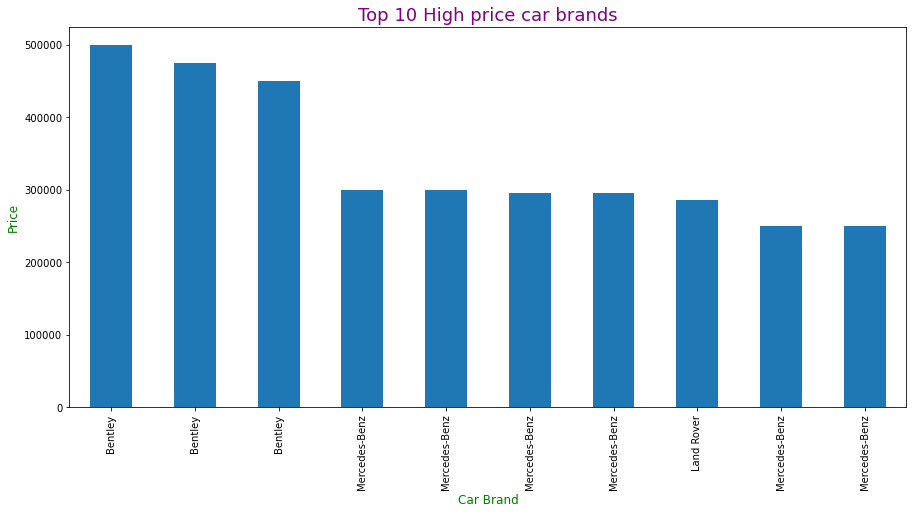 Top 10 High price car brands
Price
500000
400000
300000
200000
100000
0
Bentley
Bentley
Bentley
Mercedes-Benz
Mercedes-Benz
Mercedes-Benz
Mercedes-Benz
Land Rover
Mercedes-Benz
Mercedes-Benz
Car Brand